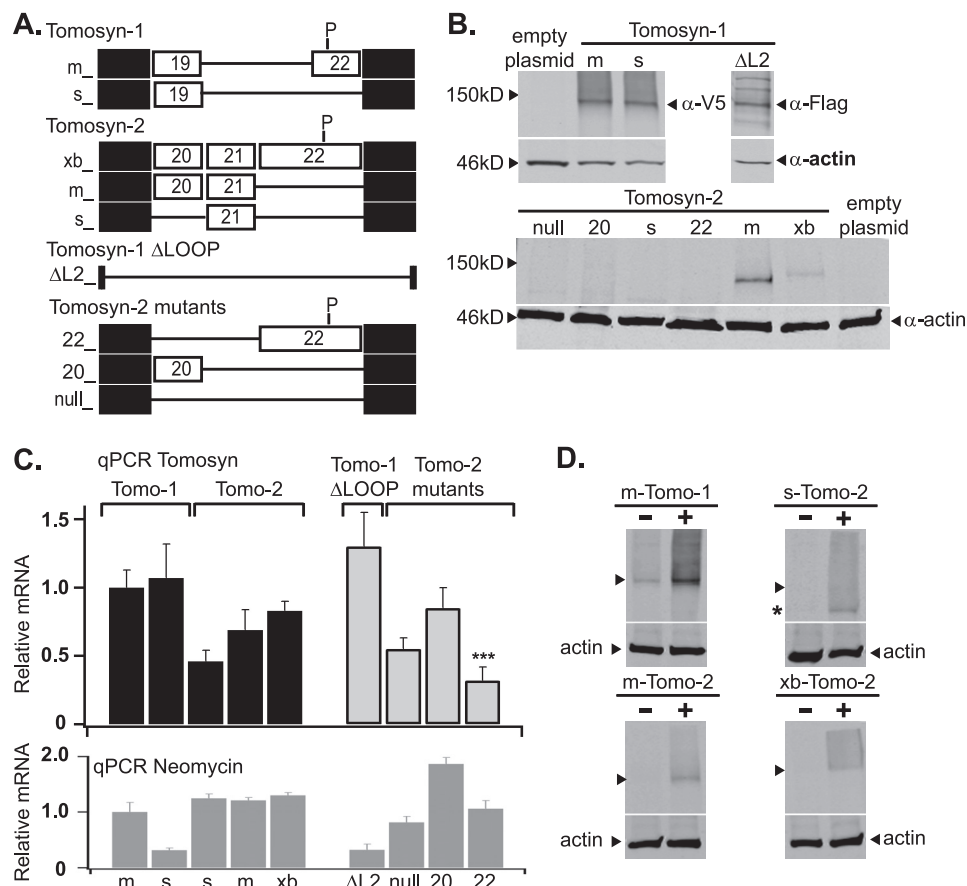 A.
Tomosyn-1
P
m_ 19 22
s_ 19
Tomosyn-2
P
xb_ 20 21 22
m_ 20 21
s_ 21
Tomosyn-1 ΔLOOP
ΔL2_
Tomosyn-2 mutants
P
22_ 22
20_ 20
null_
B.
empty plasmid
Tomosyn-1
m s ΔL2
150kD
α-V5
α-Flag
46kD
α-actin
Tomosyn-2
null 20 s 22 m xb
empty plasmid
150kD
46kD
α-actin
C.
qPCR Tomosyn
Tomo-1 Tomo-2
Tomo-1 ΔLOOP
Tomo-2 mutants
Relative mRNA
1.5
1.0
0.5
0
***
qPCR Neomycin
Relative mRNA
2.0
1.0
0
m s s m xb ΔL2 null 20 22
D.
m-Tomo-1
− +
actin
s-Tomo-2
− +
*
actin
m-Tomo-2
− +
actin
xb-Tomo-2
− +
actin